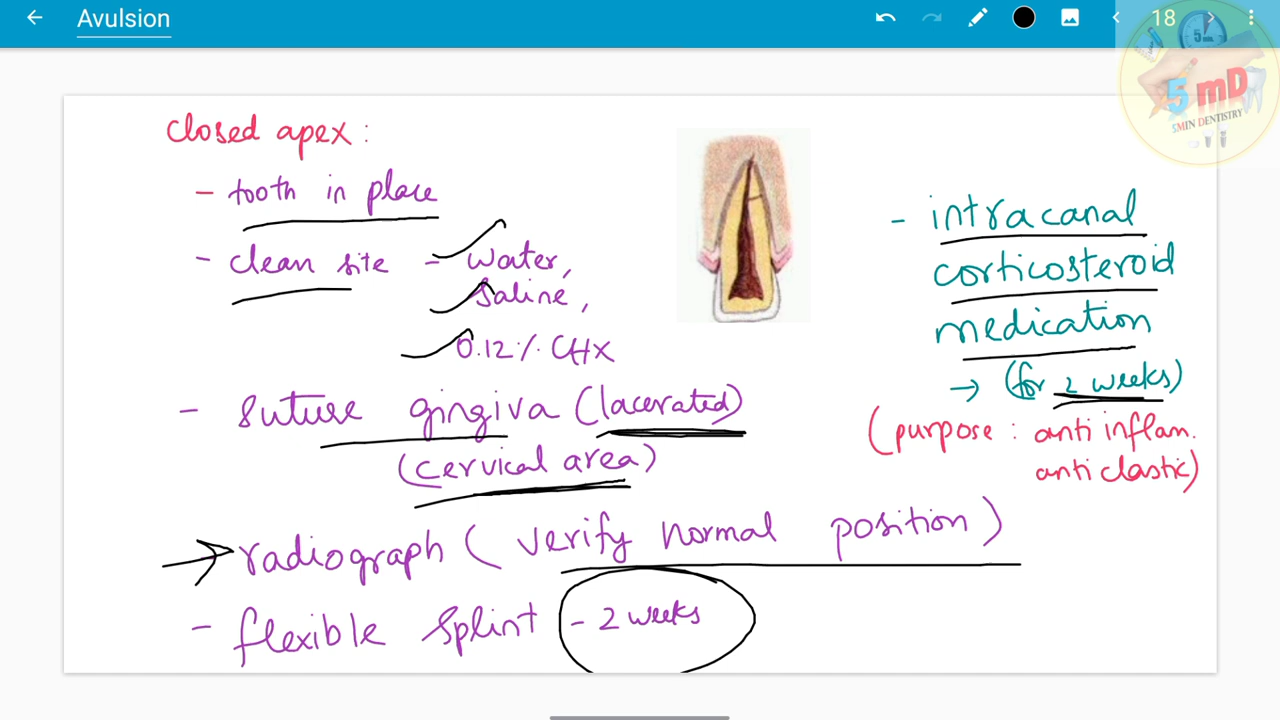 Avulsion
18
5 min
5 mD
5MIN DENTISTRY
closed apex :
- tooth in place
- clean site - water,
saline,
0.12 % CHX
- suture gingiva (lacerated)
(cervical area)
radiograph ( verify normal position )
- flexible splint - 2 weeks
- intracanal
corticosteroid
medication
→ (for 2 weeks)
(purpose : anti inflam.
anti clastic)